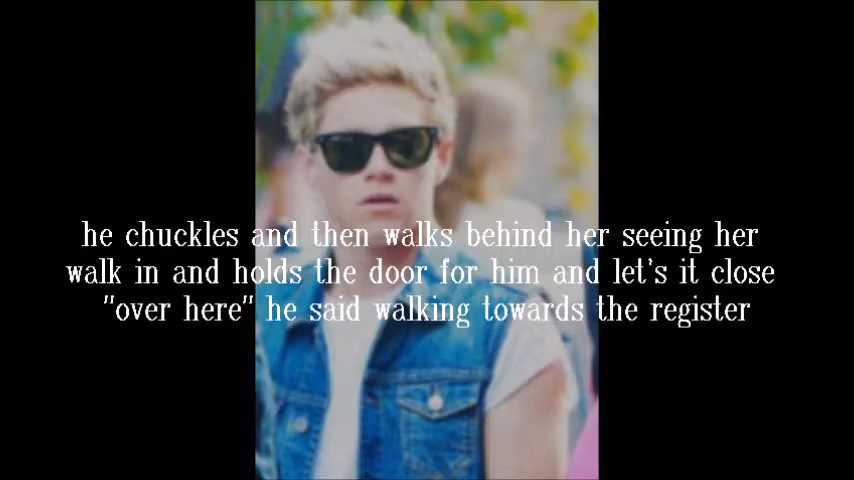 he chuckles and then walks behind her seeing her
walk in and holds the door for him and let's it close
"over here" he said walking towards the register